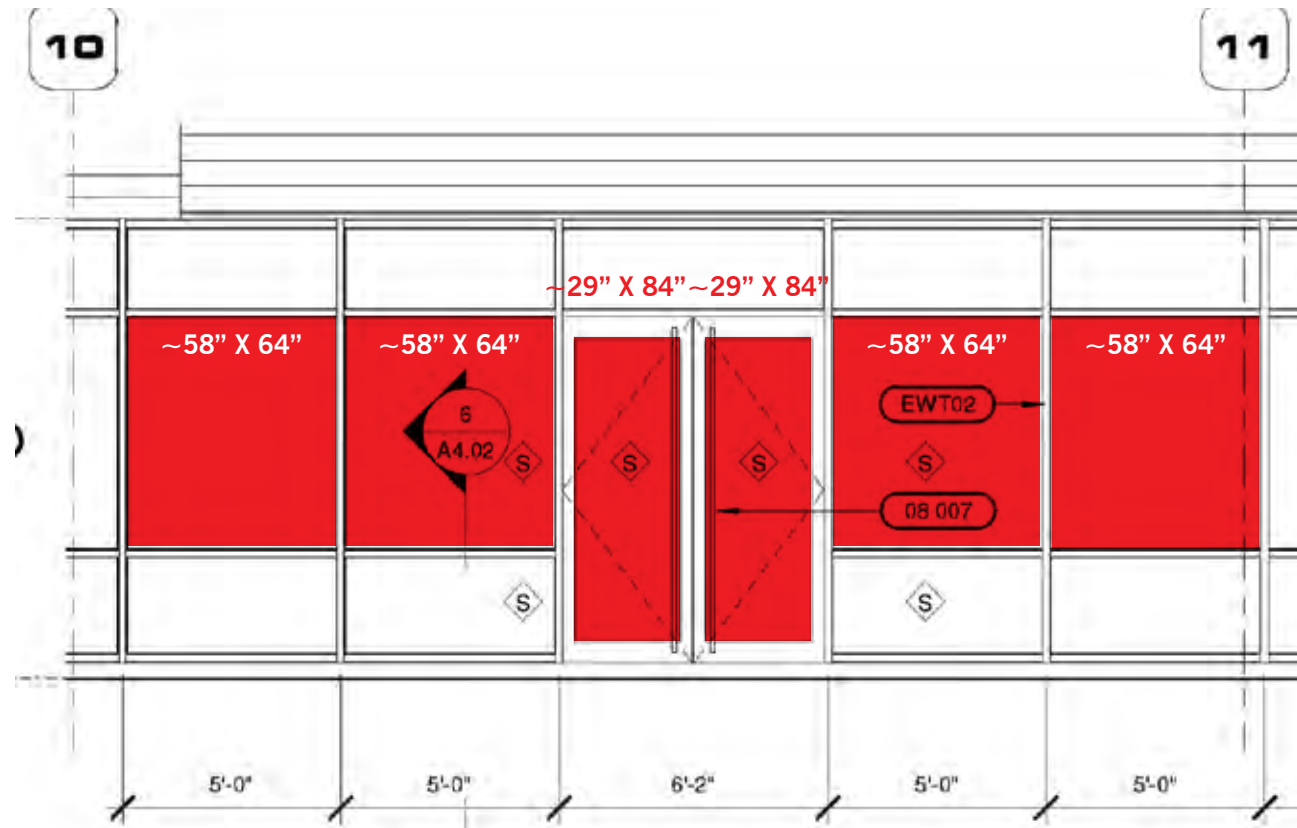 10
11
~29” X 84”
~29” X 84”
~58” X 64”
~58” X 64”
~58” X 64”
~58” X 64”
6
A4.02
S
S
S
EWT02
S
08 007
S
S
5'-0"
5'-0"
6'-2"
5'-0"
5'-0"